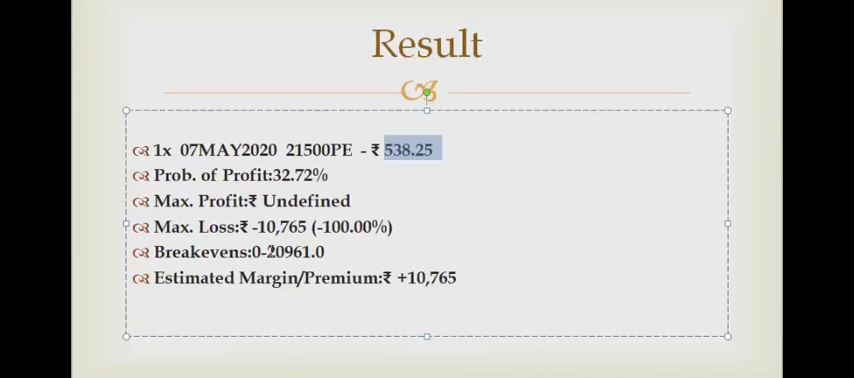 Result
1x 07MAY2020 21500PE - ₹ 538.25
Prob. of Profit:32.72%
Max. Profit:₹ Undefined
Max. Loss:₹ -10,765 (-100.00%)
Breakevens:0-20961.0
Estimated Margin/Premium:₹ +10,765